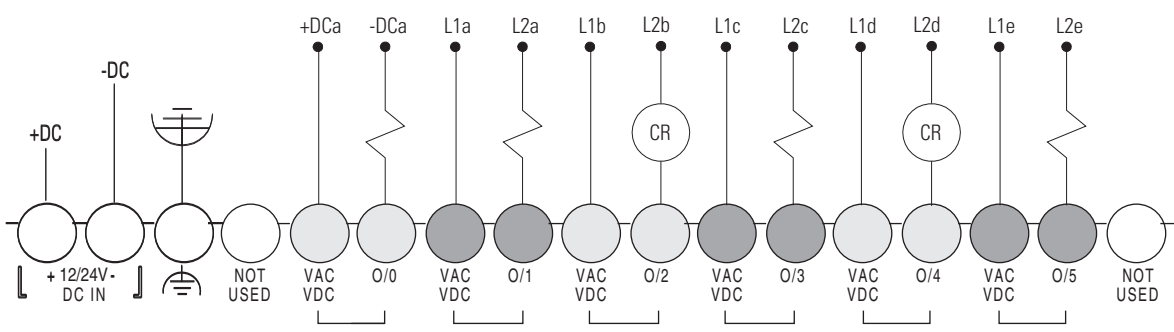 +DCa -DCa L1a L2a L1b L2b L1c L2c L1d L2d L1e L2e
-DC
+DC
CR CR
+ 12/24V -
DC IN
NOT
USED
VAC
VDC
O/0
VAC
VDC
O/1
VAC
VDC
O/2
VAC
VDC
O/3
VAC
VDC
O/4
VAC
VDC
O/5
NOT
USED